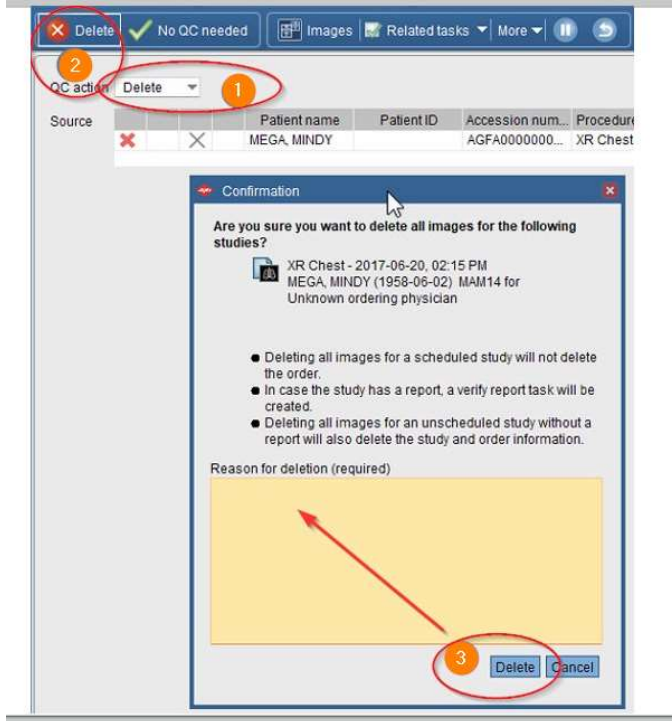 Delete No QC needed Images Related tasks More
2
QC action Delete 1
Source
Patient name Patient ID Accession num... Procedure
MEGA, MINDY AGFA0000000... XR Chest
Confirmation
Are you sure you want to delete all images for the following
studies?
XR Chest - 2017-06-20, 02:15 PM
MEGA, MINDY (1958-06-02) MAM14 for
Unknown ordering physician
● Deleting all images for a scheduled study will not delete
the order.
● In case the study has a report, a verify report task will be
created.
● Deleting all images for an unscheduled study without a
report will also delete the study and order information.
Reason for deletion (required)
3 Delete Cancel